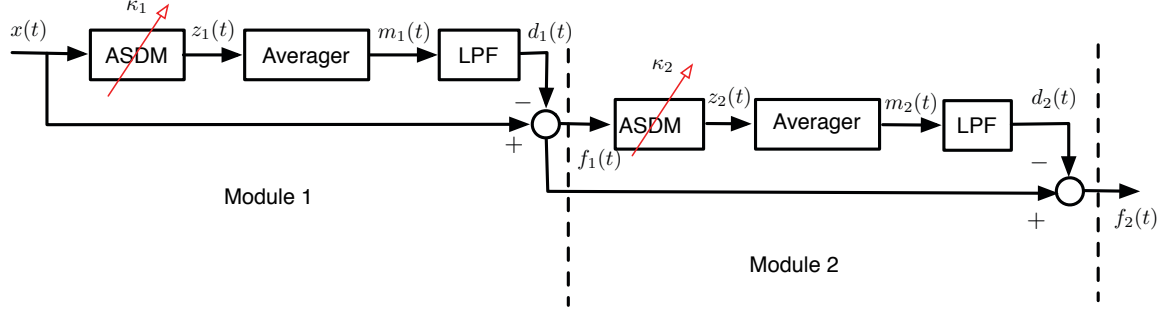 κ₁
x(t) z₁(t) m₁(t) d₁(t)
ASDM Averager LPF
−
+
f₁(t)
Module 1
κ₂
z₂(t) m₂(t) d₂(t)
ASDM Averager LPF
−
+
f₂(t)
Module 2